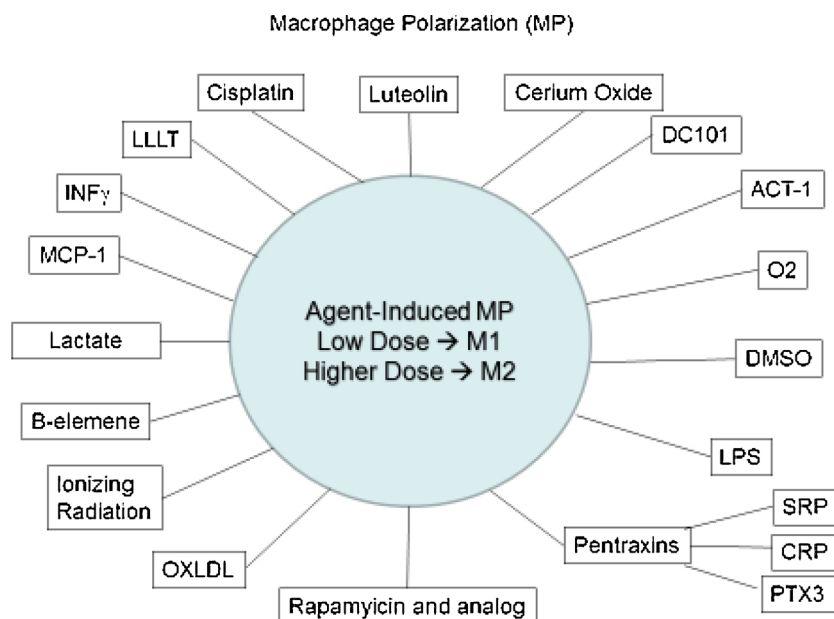 Macrophage Polarization (MP)
Cisplatin
Luteolin
Cerium Oxide
LLLT
DC101
INFγ
ACT-1
MCP-1
O2
Agent-Induced MP
Low Dose → M1
Higher Dose → M2
Lactate
DMSO
B-elemene
LPS
Ionizing
Radiation
SRP
Pentraxins
CRP
OXLDL
PTX3
Rapamyicin and analog